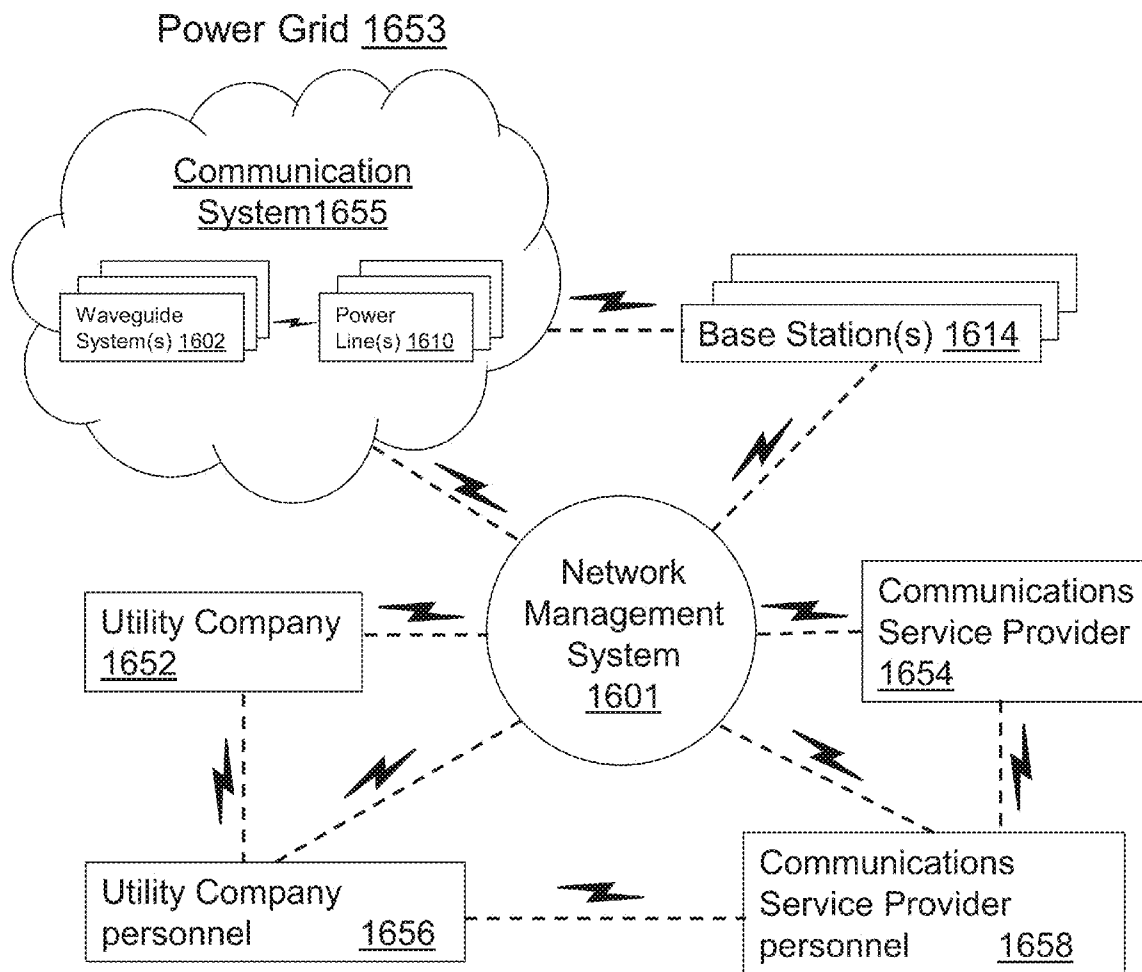 Power Grid 1653
Communication
System1655
Waveguide
System(s) 1602
Power
Line(s) 1610
Base Station(s) 1614
Network
Management
System
1601
Utility Company
1652
Communications
Service Provider
1654
Utility Company
personnel 1656
Communications
Service Provider
personnel 1658